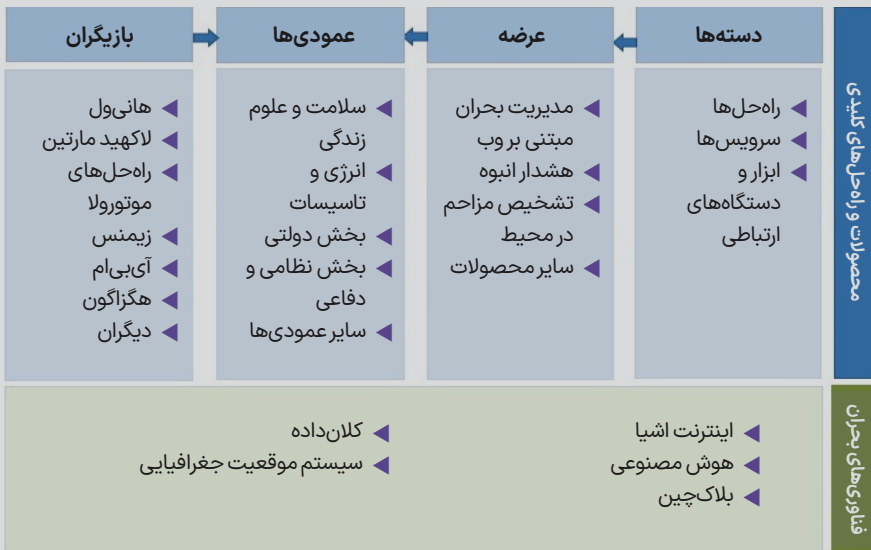 محصولات و راه‌حل‌های کلیدی
دسته‌ها
راه‌حل‌ها
سرویس‌ها
ابزار و
دستگاه‌های
ارتباطی
عرضه
مدیریت بحران
مبتنی بر وب
هشدار انبوه
تشخیص مزاحم
در محیط
سایر محصولات
عمودی‌ها
سلامت و علوم
زندگی
انرژی و
تاسیسات
بخش دولتی
بخش نظامی و
دفاعی
سایر عمودی‌ها
بازیگران
هانی‌ول
لاکهید مارتین
راه‌حل‌های
موتورولا
زیمنس
آی‌بی‌ام
هگزاگون
دیگران
فناوری‌های بحران
اینترنت اشیا
هوش مصنوعی
بلاک‌چین
کلان‌داده
سیستم موقعیت جغرافیایی